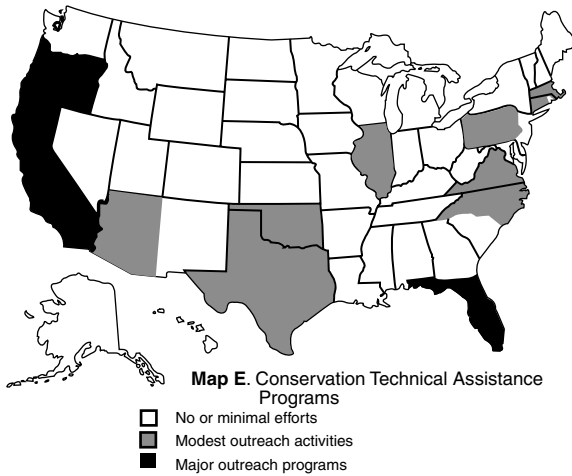 Map E. Conservation Technical Assistance
Programs
No or minimal efforts
Modest outreach activities
Major outreach programs